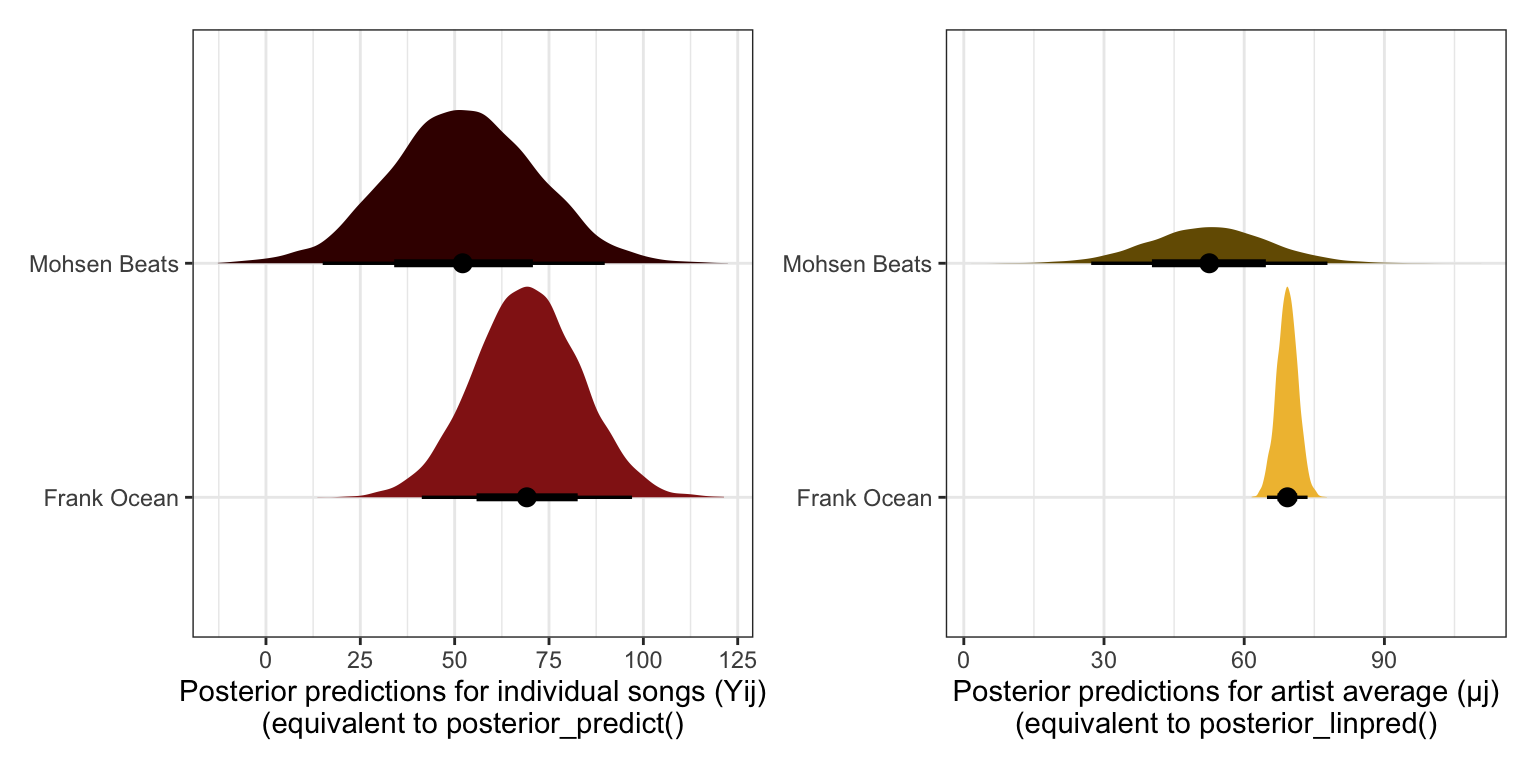 Mohsen Beats
Frank Ocean
0 25 50 75 100 125
Posterior predictions for individual songs (Yij)
(equivalent to posterior_predict()
Mohsen Beats
Frank Ocean
0 30 60 90
Posterior predictions for artist average (μj)
(equivalent to posterior_linpred()